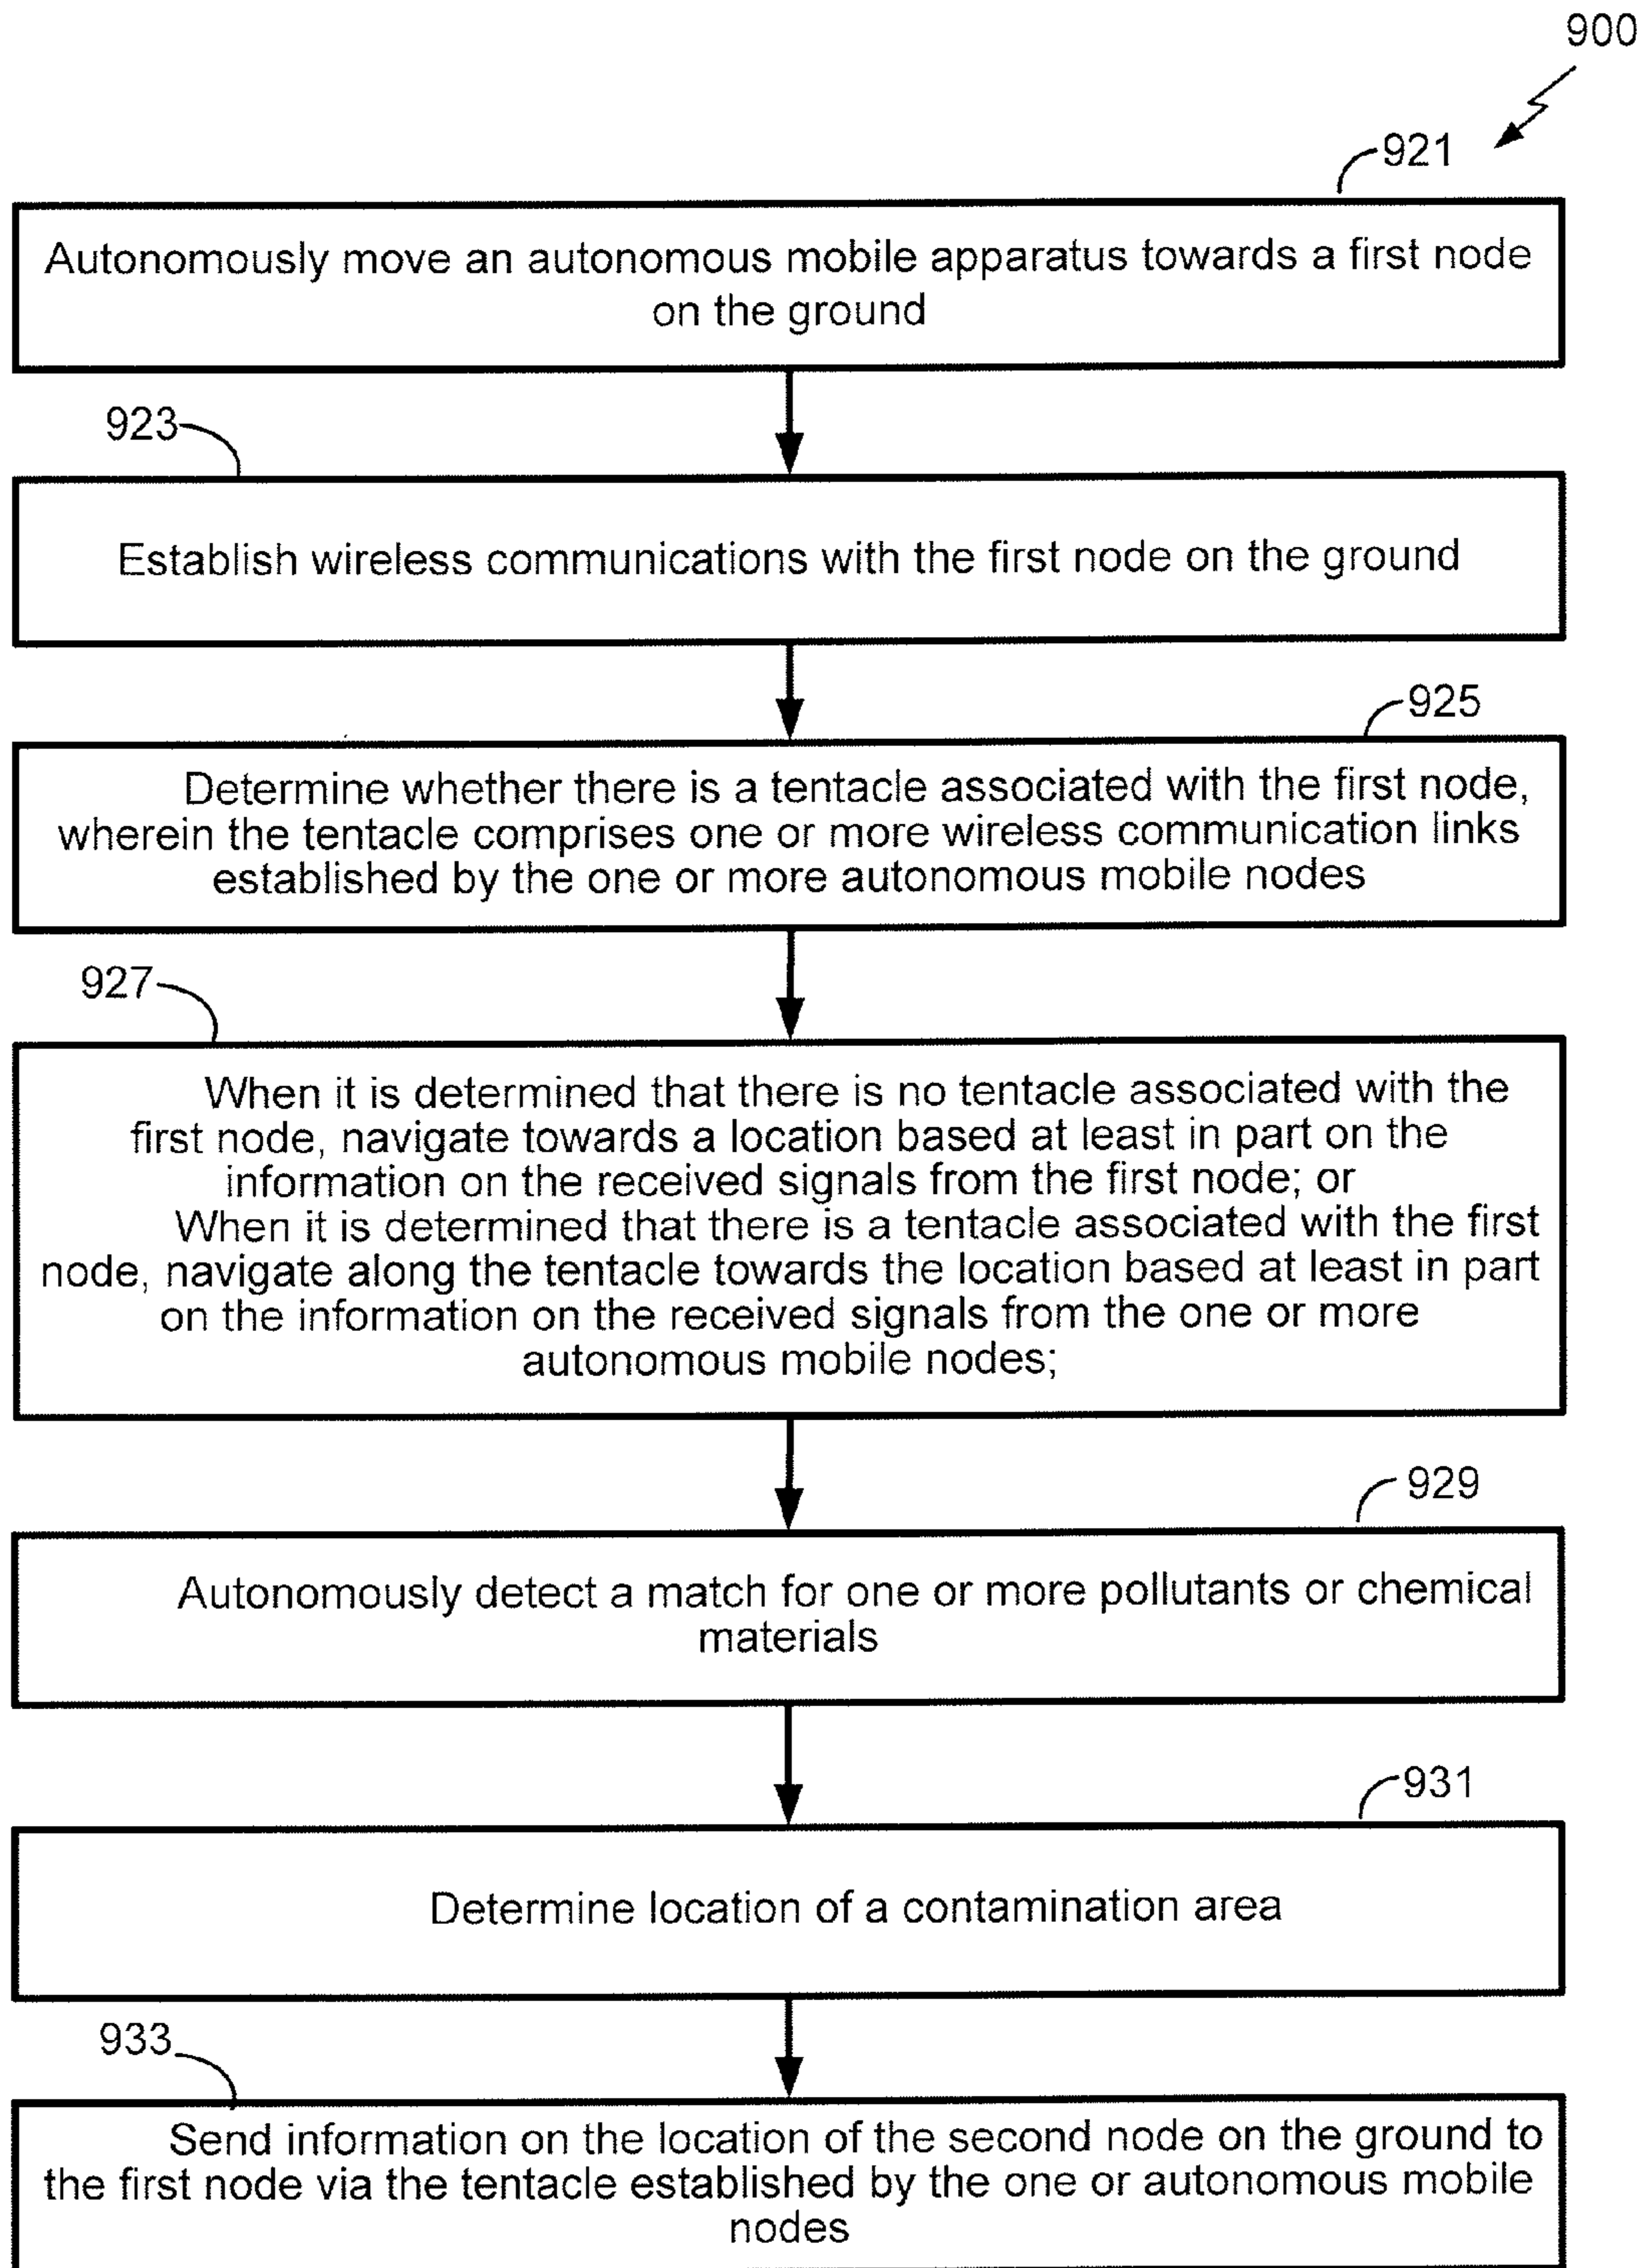 900
921
Autonomously move an autonomous mobile apparatus towards a first node
on the ground
923
Establish wireless communications with the first node on the ground
925
Determine whether there is a tentacle associated with the first node,
wherein the tentacle comprises one or more wireless communication links
established by the one or more autonomous mobile nodes
927
When it is determined that there is no tentacle associated with the
first node, navigate towards a location based at least in part on the
information on the received signals from the first node; or
When it is determined that there is a tentacle associated with the first
node, navigate along the tentacle towards the location based at least in part
on the information on the received signals from the one or more
autonomous mobile nodes;
929
Autonomously detect a match for one or more pollutants or chemical
materials
931
Determine location of a contamination area
933
Send information on the location of the second node on the ground to
the first node via the tentacle established by the one or autonomous mobile
nodes